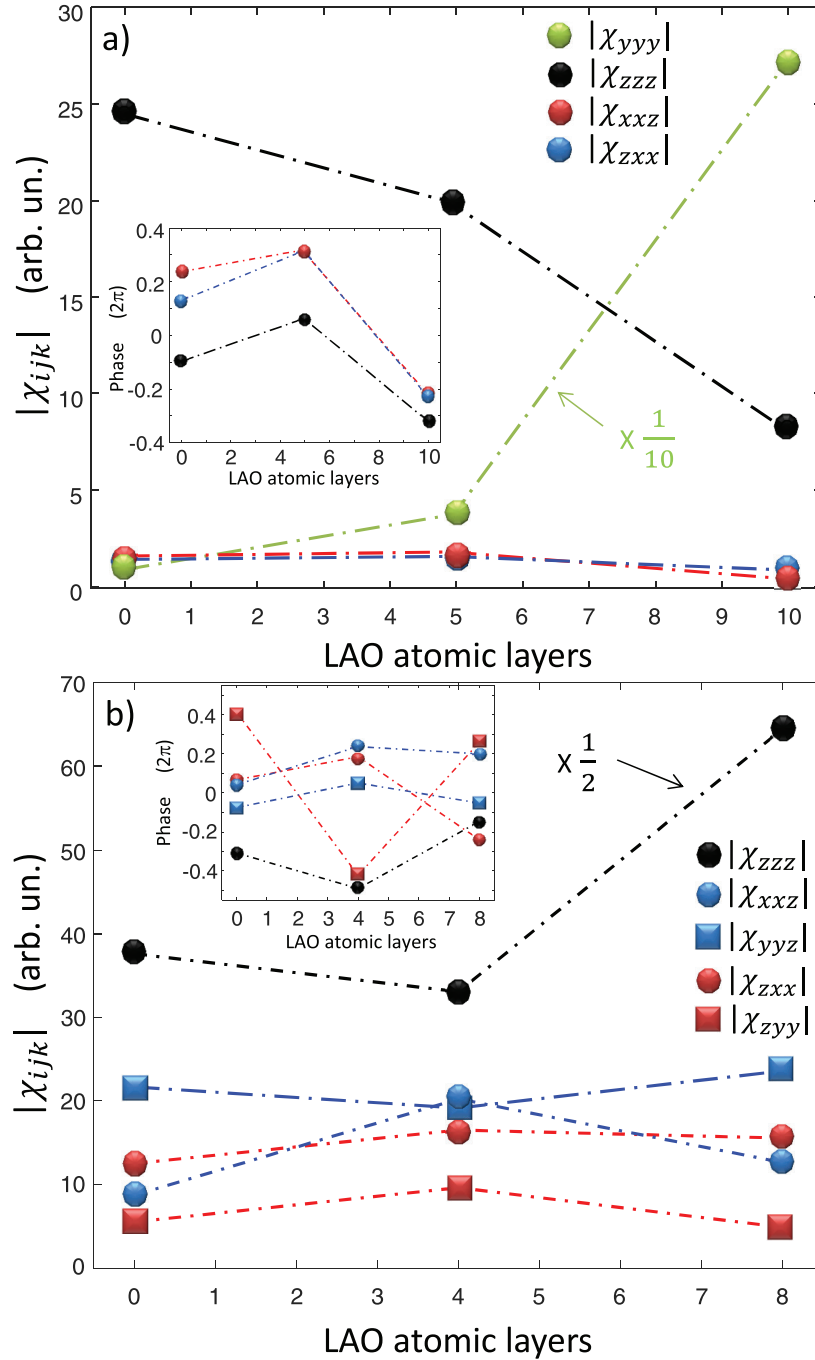 a)
|χyyy|
|χzzz|
|χxxz|
|χzxx|
|χijk| (arb. un.)
30
25
20
15
10
5
0
Phase (2π)
0.4
0.2
0
-0.2
-0.4
0 2 4 6 8 10
LAO atomic layers
X 1/10
0 1 2 3 4 5 6 7 8 9 10
LAO atomic layers
b)
|χijk| (arb. un.)
70
60
50
40
30
20
10
0
Phase (2π)
0.4
0.2
0
-0.2
-0.4
0 1 2 3 4 5 6 7 8
LAO atomic layers
X 1/2
|χzzz|
|χxxz|
|χyyz|
|χzxx|
|χzyy|
0 1 2 3 4 5 6 7 8
LAO atomic layers